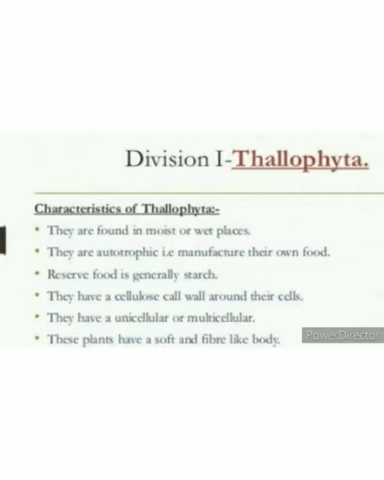 Division I-Thallophyta.
Characteristics of Thallophyta:-
• They are found in moist or wet places.
• They are autotrophic i.e manufacture their own food.
• Reserve food is generally starch.
• They have a cellulose call wall around their cells.
• They have a unicellular or multicellular.
• These plants have a soft and fibre like body.
PowerDirector